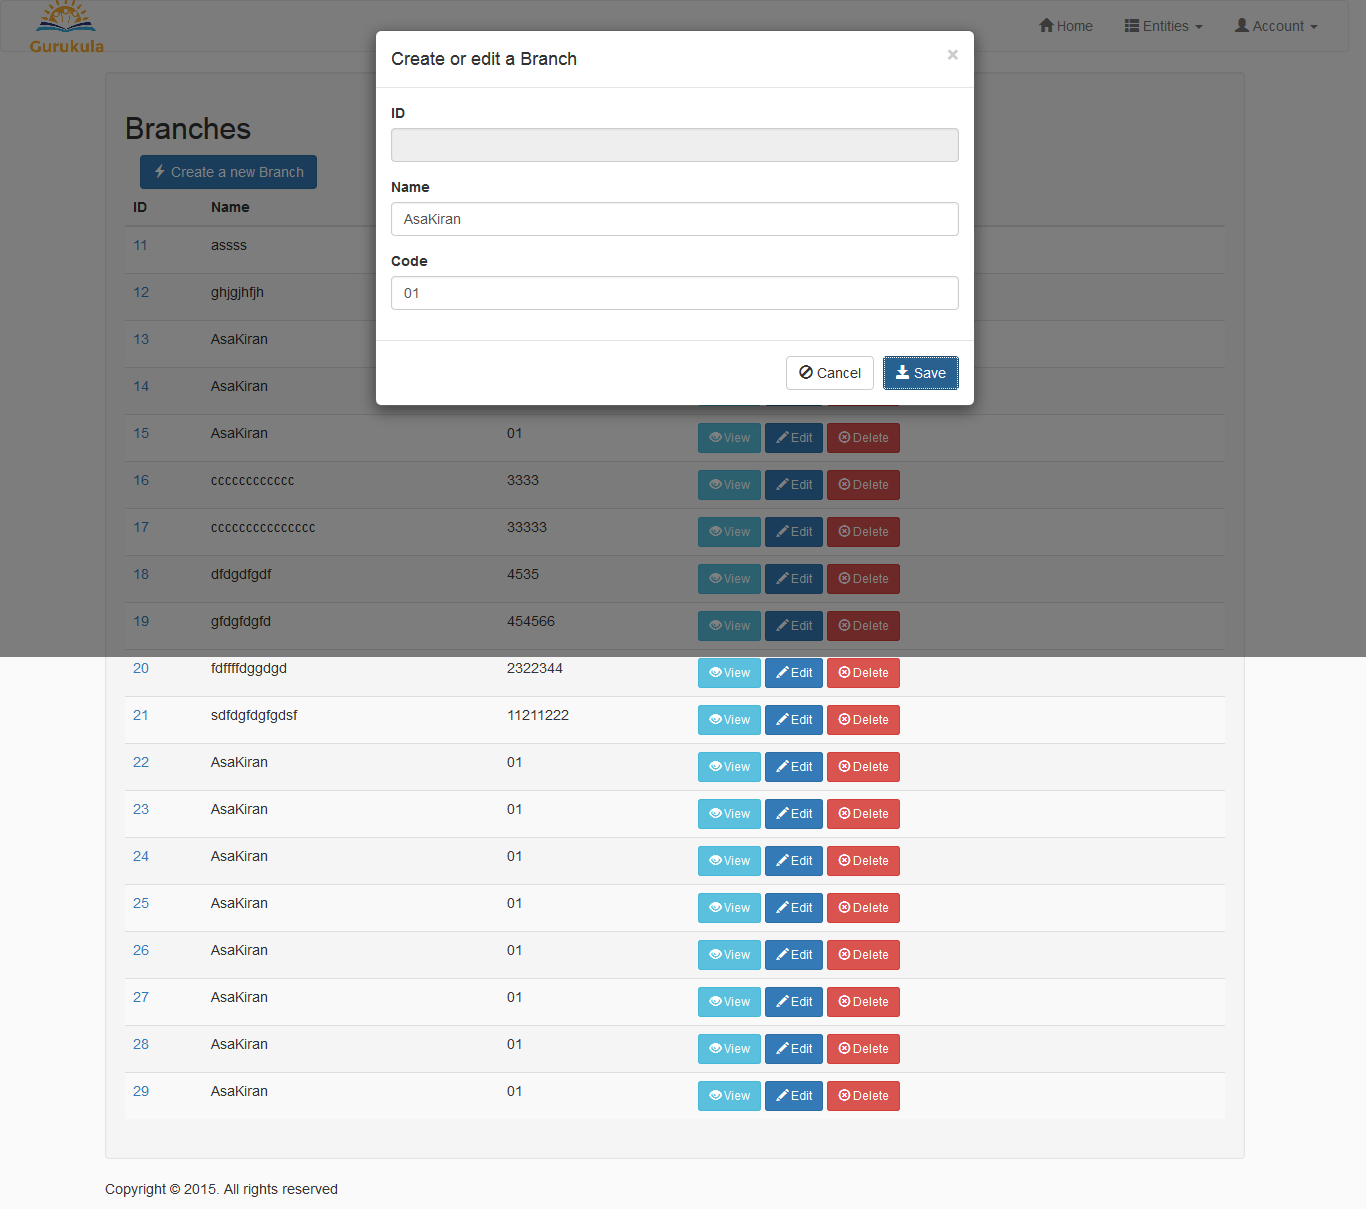 Gurukula
Home Entities Account
Create or edit a Branch ×
ID
Name
AsaKiran
Code
01
Cancel Save
Branches
Create a new Branch
ID Name
11 assss
12 ghjgjhfjh
13 AsaKiran
14 AsaKiran
15 AsaKiran 01 View Edit Delete
16 cccccccccccc 3333 View Edit Delete
17 ccccccccccccccc 33333 View Edit Delete
18 dfdgdfgdf 4535 View Edit Delete
19 gfdgfdgfd 454566 View Edit Delete
20 fdffffdggdgd 2322344 View Edit Delete
21 sdfdgfdgfgdsf 11211222 View Edit Delete
22 AsaKiran 01 View Edit Delete
23 AsaKiran 01 View Edit Delete
24 AsaKiran 01 View Edit Delete
25 AsaKiran 01 View Edit Delete
26 AsaKiran 01 View Edit Delete
27 AsaKiran 01 View Edit Delete
28 AsaKiran 01 View Edit Delete
29 AsaKiran 01 View Edit Delete
Copyright © 2015. All rights reserved